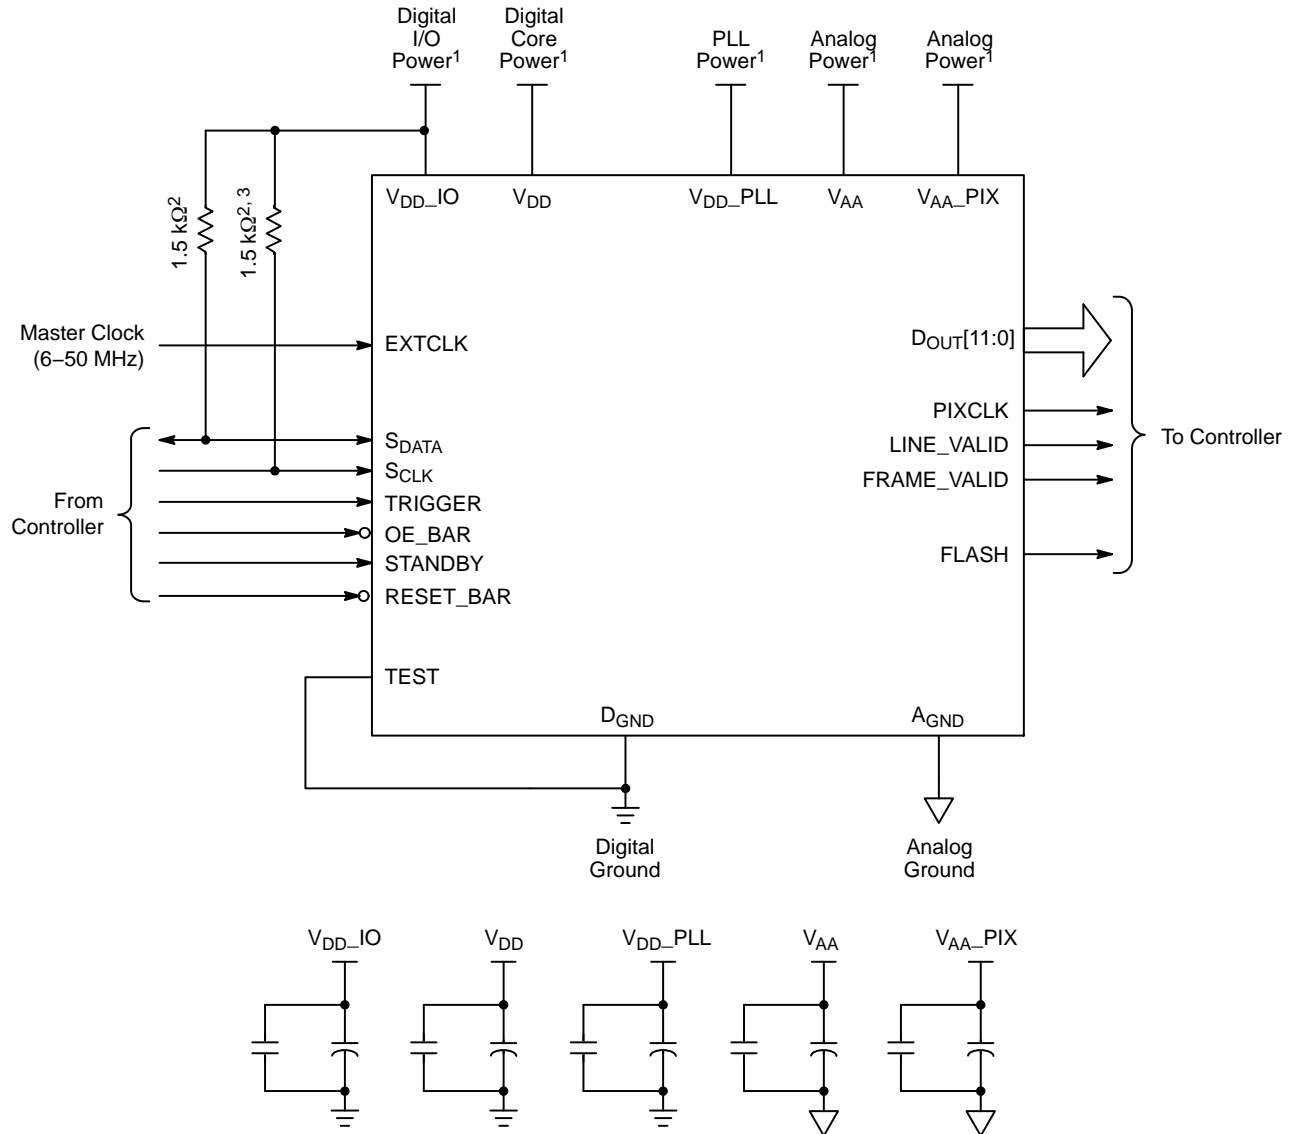 Digital
I/O
Power1
Digital
Core
Power1
PLL
Power1
Analog
Power1
Analog
Power1
1.5 kΩ2
1.5 kΩ2, 3
VDD_IO
VDD
VDD_PLL
VAA
VAA_PIX
Master Clock
(6–50 MHz)
EXTCLK
SDATA
SCLK
TRIGGER
OE_BAR
STANDBY
RESET_BAR
From
Controller
TEST
DOUT[11:0]
PIXCLK
LINE_VALID
FRAME_VALID
FLASH
To Controller
DGND
AGND
Digital
Ground
Analog
Ground
VDD_IO
VDD
VDD_PLL
VAA
VAA_PIX